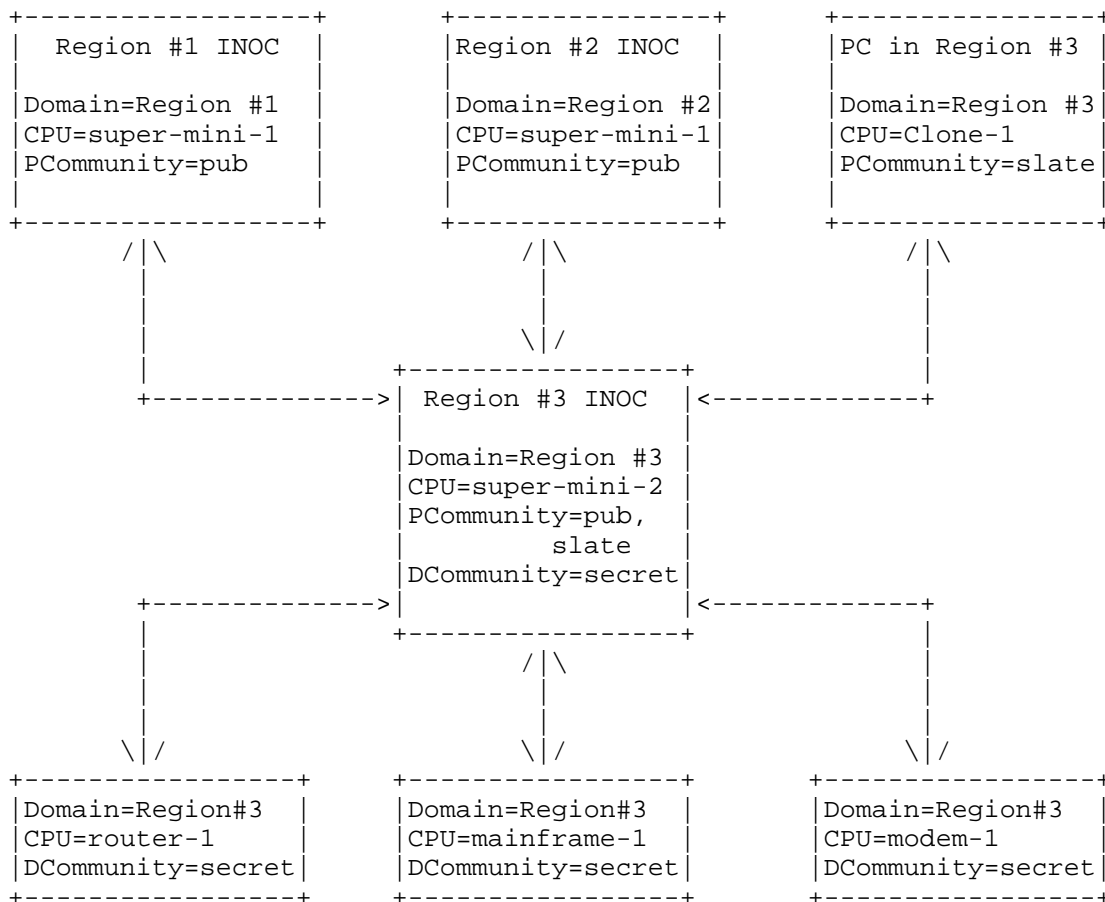 Region #1 INOC
Domain=Region #1
CPU=super-mini-1
PCommunity=pub
Region #2 INOC
Domain=Region #2
CPU=super-mini-1
PCommunity=pub
PC in Region #3
Domain=Region #3
CPU=Clone-1
PCommunity=slate
Region #3 INOC
Domain=Region #3
CPU=super-mini-2
PCommunity=pub,
slate
DCommunity=secret
Domain=Region#3
CPU=router-1
DCommunity=secret
Domain=Region#3
CPU=mainframe-1
DCommunity=secret
Domain=Region#3
CPU=modem-1
DCommunity=secret